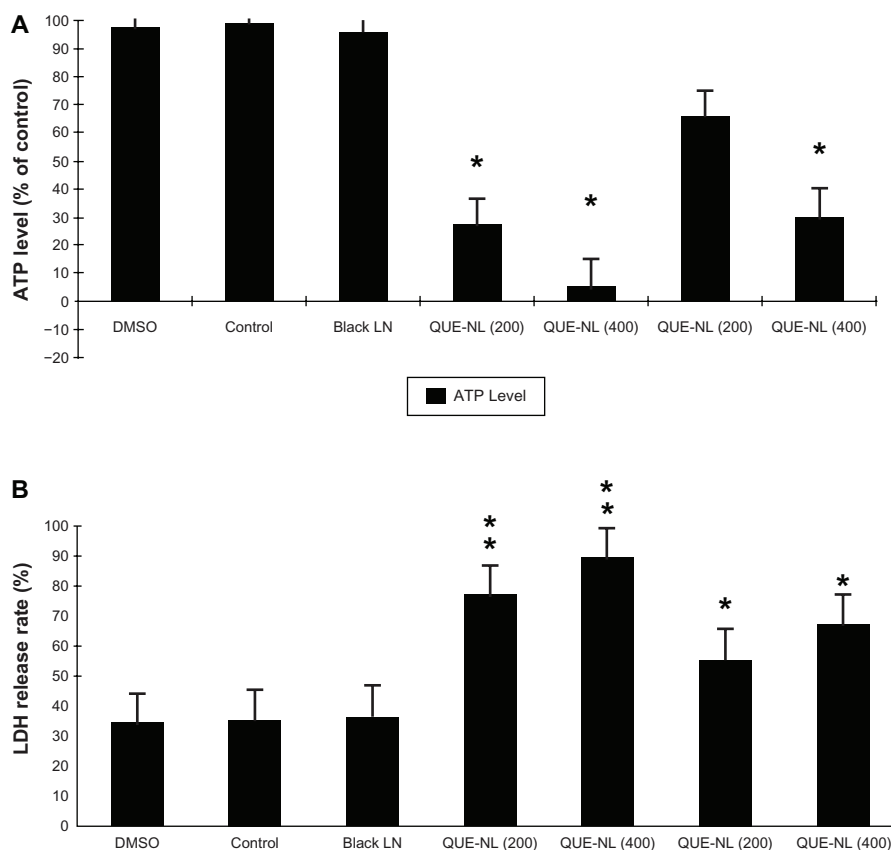 A
ATP level (% of control)
100
90
80
70
60
50
40
30
20
10
0
−10
−20
*
*
*
DMSO
Control
Black LN
QUE-NL (200)
QUE-NL (400)
QUE-NL (200)
QUE-NL (400)
ATP Level
B
LDH release rate (%)
100
90
80
70
60
50
40
30
20
10
0
*
*
*
*
*
*
DMSO
Control
Black LN
QUE-NL (200)
QUE-NL (400)
QUE-NL (200)
QUE-NL (400)